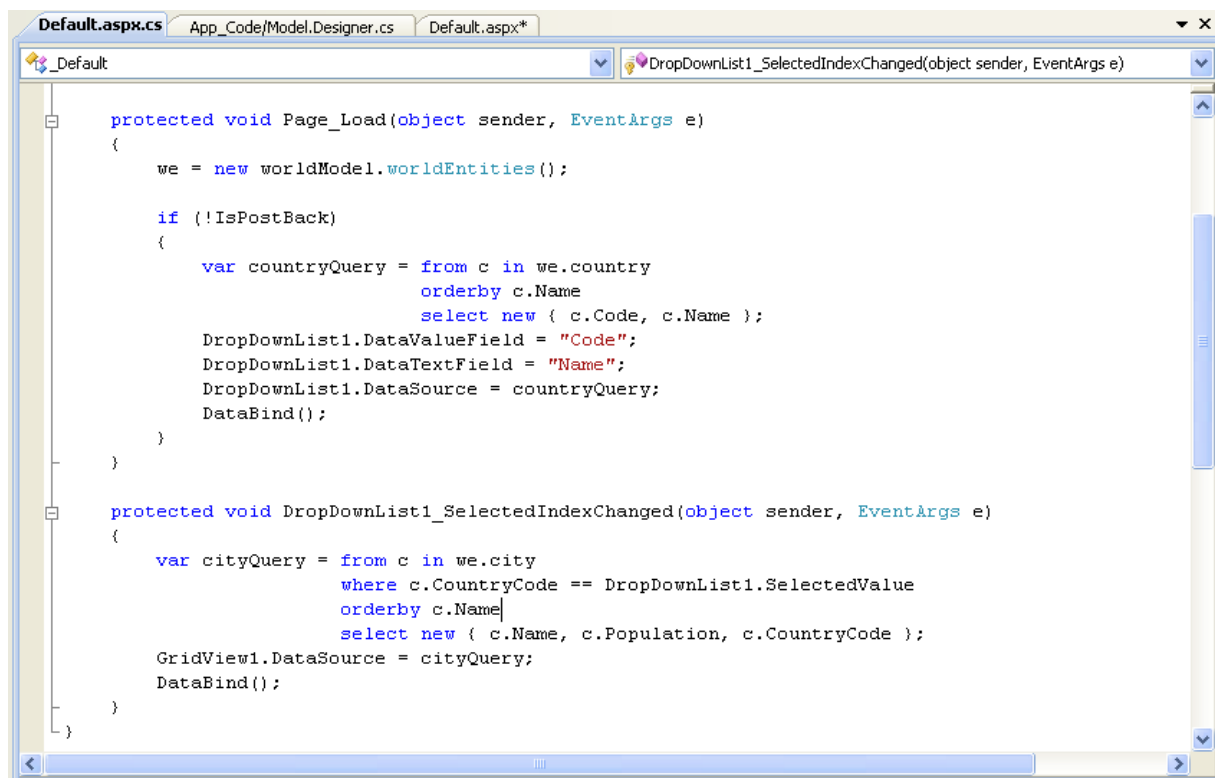 Default.aspx.cs App_Code/Model.Designer.cs Default.aspx*
_Default DropDownList1_SelectedIndexChanged(object sender, EventArgs e)
protected void Page_Load(object sender, EventArgs e)
{
we = new worldModel.worldEntities();
if (!IsPostBack)
{
var countryQuery = from c in we.country
orderby c.Name
select new { c.Code, c.Name };
DropDownList1.DataValueField = "Code";
DropDownList1.DataTextField = "Name";
DropDownList1.DataSource = countryQuery;
DataBind();
}
}
protected void DropDownList1_SelectedIndexChanged(object sender, EventArgs e)
{
var cityQuery = from c in we.city
where c.CountryCode == DropDownList1.SelectedValue
orderby c.Name
select new { c.Name, c.Population, c.CountryCode };
GridView1.DataSource = cityQuery;
DataBind();
}
}